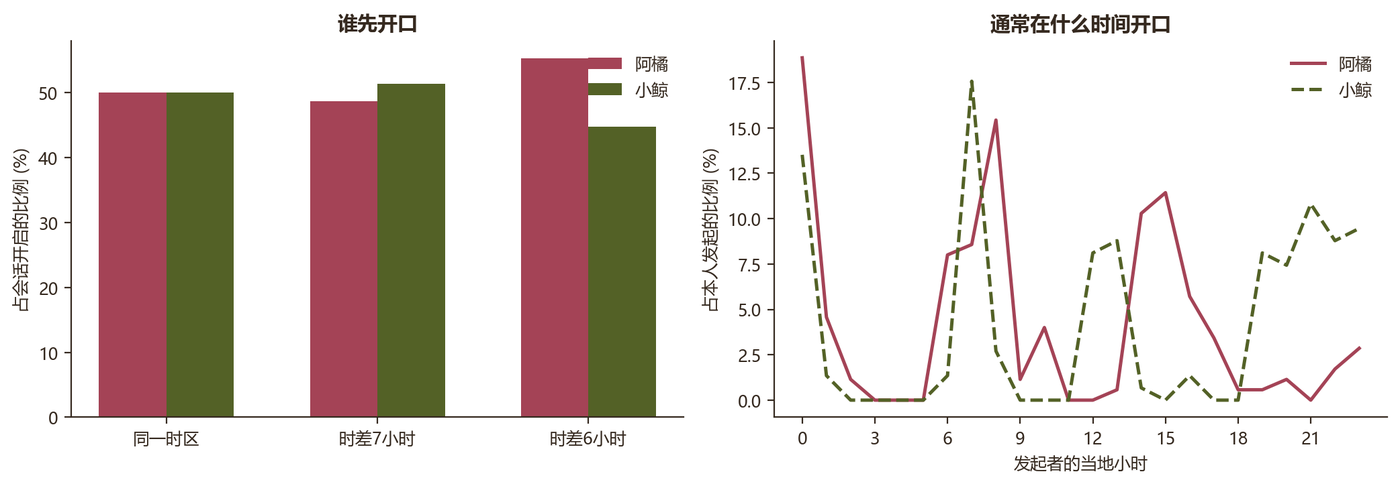 谁先开口
占会话开启的比例 (%)
50
40
30
20
10
0
同一时区
时差7小时
时差6小时
阿橘
小鲸
通常在什么时间开口
占本人发起的比例 (%)
17.5
15.0
12.5
10.0
7.5
5.0
2.5
0.0
0 3 6 9 12 15 18 21
发起者的当地小时
阿橘
小鲸